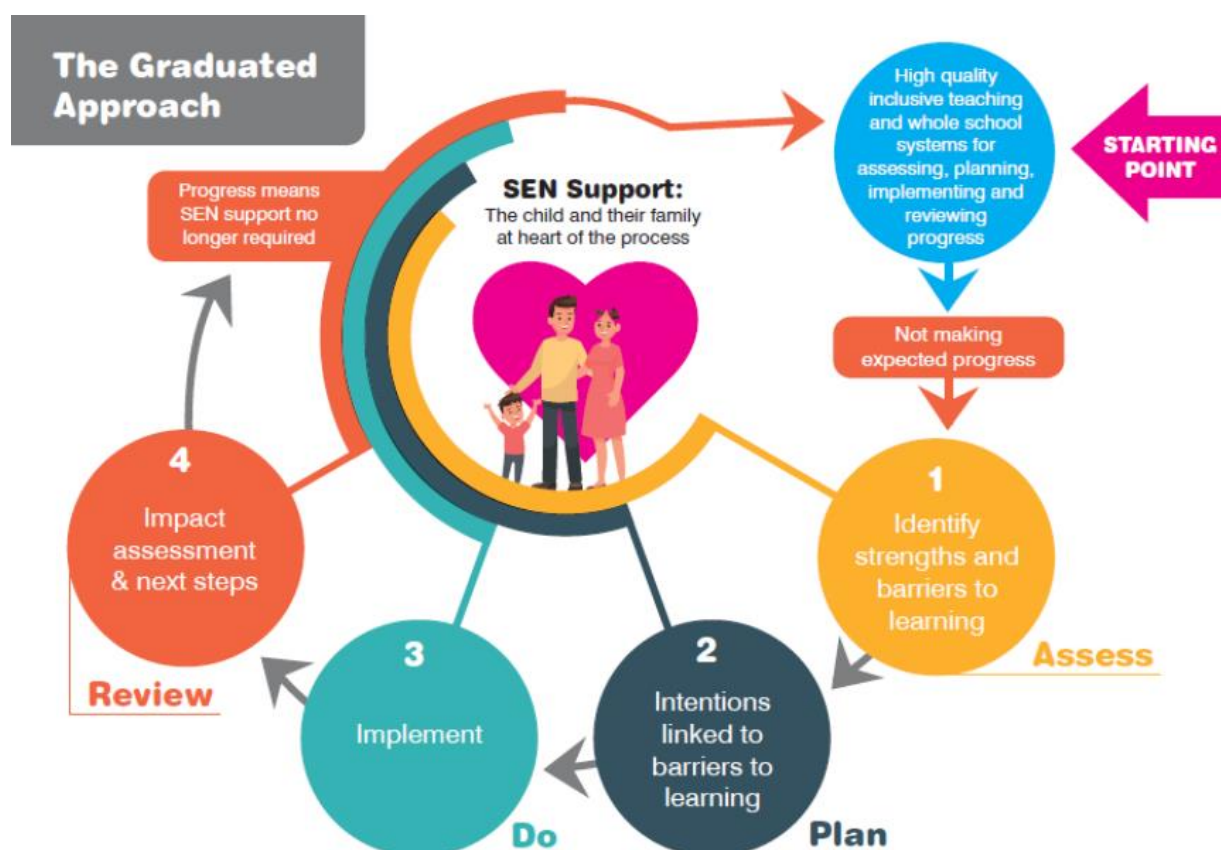 The Graduated
Approach
High quality
inclusive teaching
and whole school
systems for
assessing, planning,
implementing and
reviewing
progress
STARTING
POINT
Progress means
SEN support no
longer required
SEN Support:
The child and their family
at heart of the process
Not making
expected progress
1
Identify
strengths and
barriers to
learning
Assess
2
Intentions
linked to
barriers to
learning
Plan
3
Implement
Do
4
Impact
assessment
& next steps
Review